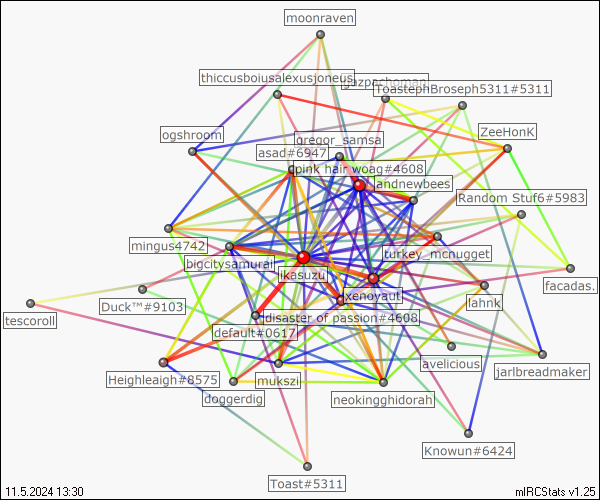 moonraven
thiccusboiusalexusjoneus
gazpachoman
ToastephBroseph5311#5311
ogshroom
ZeeHonK
gregor_samsa
asad#6947
pink hair woag#4608
andnewbees
Random Stuf6#5983
mingus4742
turkey_mcnugget
bigcitysamurai
ikasuzu
facadas.
xenoyaut
lahnk
tescoroll
Duck™#9103
disaster of passion#4608
default#0617
avelicious
jarlbreadmaker
Heighleaigh#8575
mukszi
doggerdig
neokingghidorah
Knowun#6424
Toast#5311
11.5.2024 13:30
mIRCStats v1.25